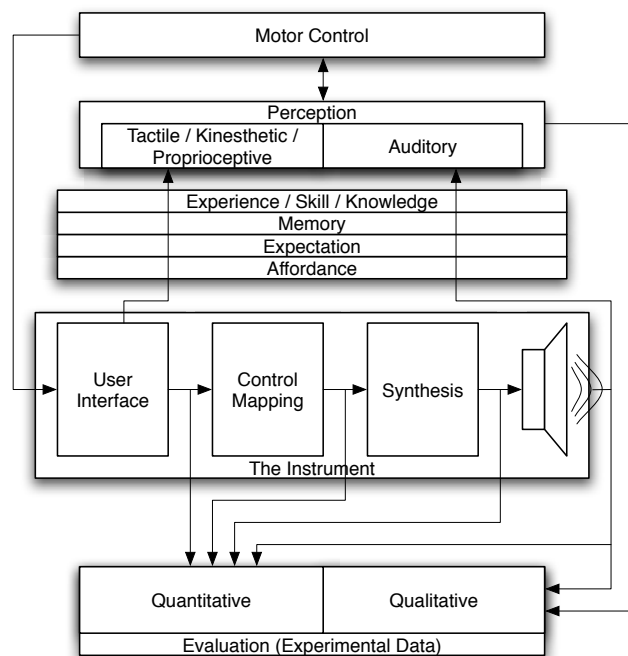 Motor Control
Perception
Tactile / Kinesthetic /
Proprioceptive
Auditory
Experience / Skill / Knowledge
Memory
Expectation
Affordance
User
Interface
Control
Mapping
Synthesis
The Instrument
Quantitative
Qualitative
Evaluation (Experimental Data)